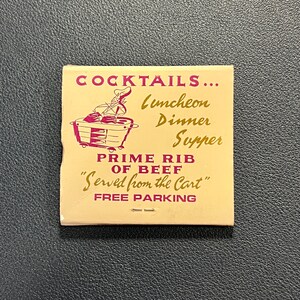 COCKTAILS...
Luncheon
Dinner
Supper
PRIME RIB
OF BEEF
"Served from the Cart"
FREE PARKING